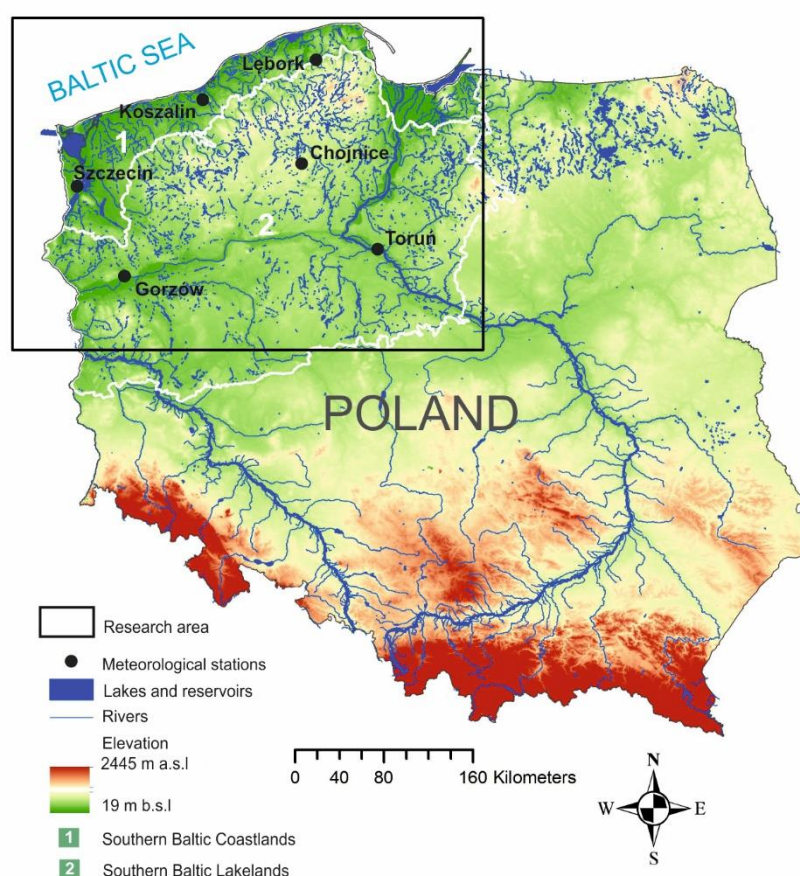 BALTIC SEA
Lębork
Koszalin
1
Chojnice
Szczecin
2
Toruń
Gorzów
POLAND
Research area
Meteorological stations
Lakes and reservoirs
Rivers
Elevation
2445 m a.s.l
19 m b.s.l
1 Southern Baltic Coastlands
2 Southern Baltic Lakelands
0 40 80 160 Kilometers
N
W E
S